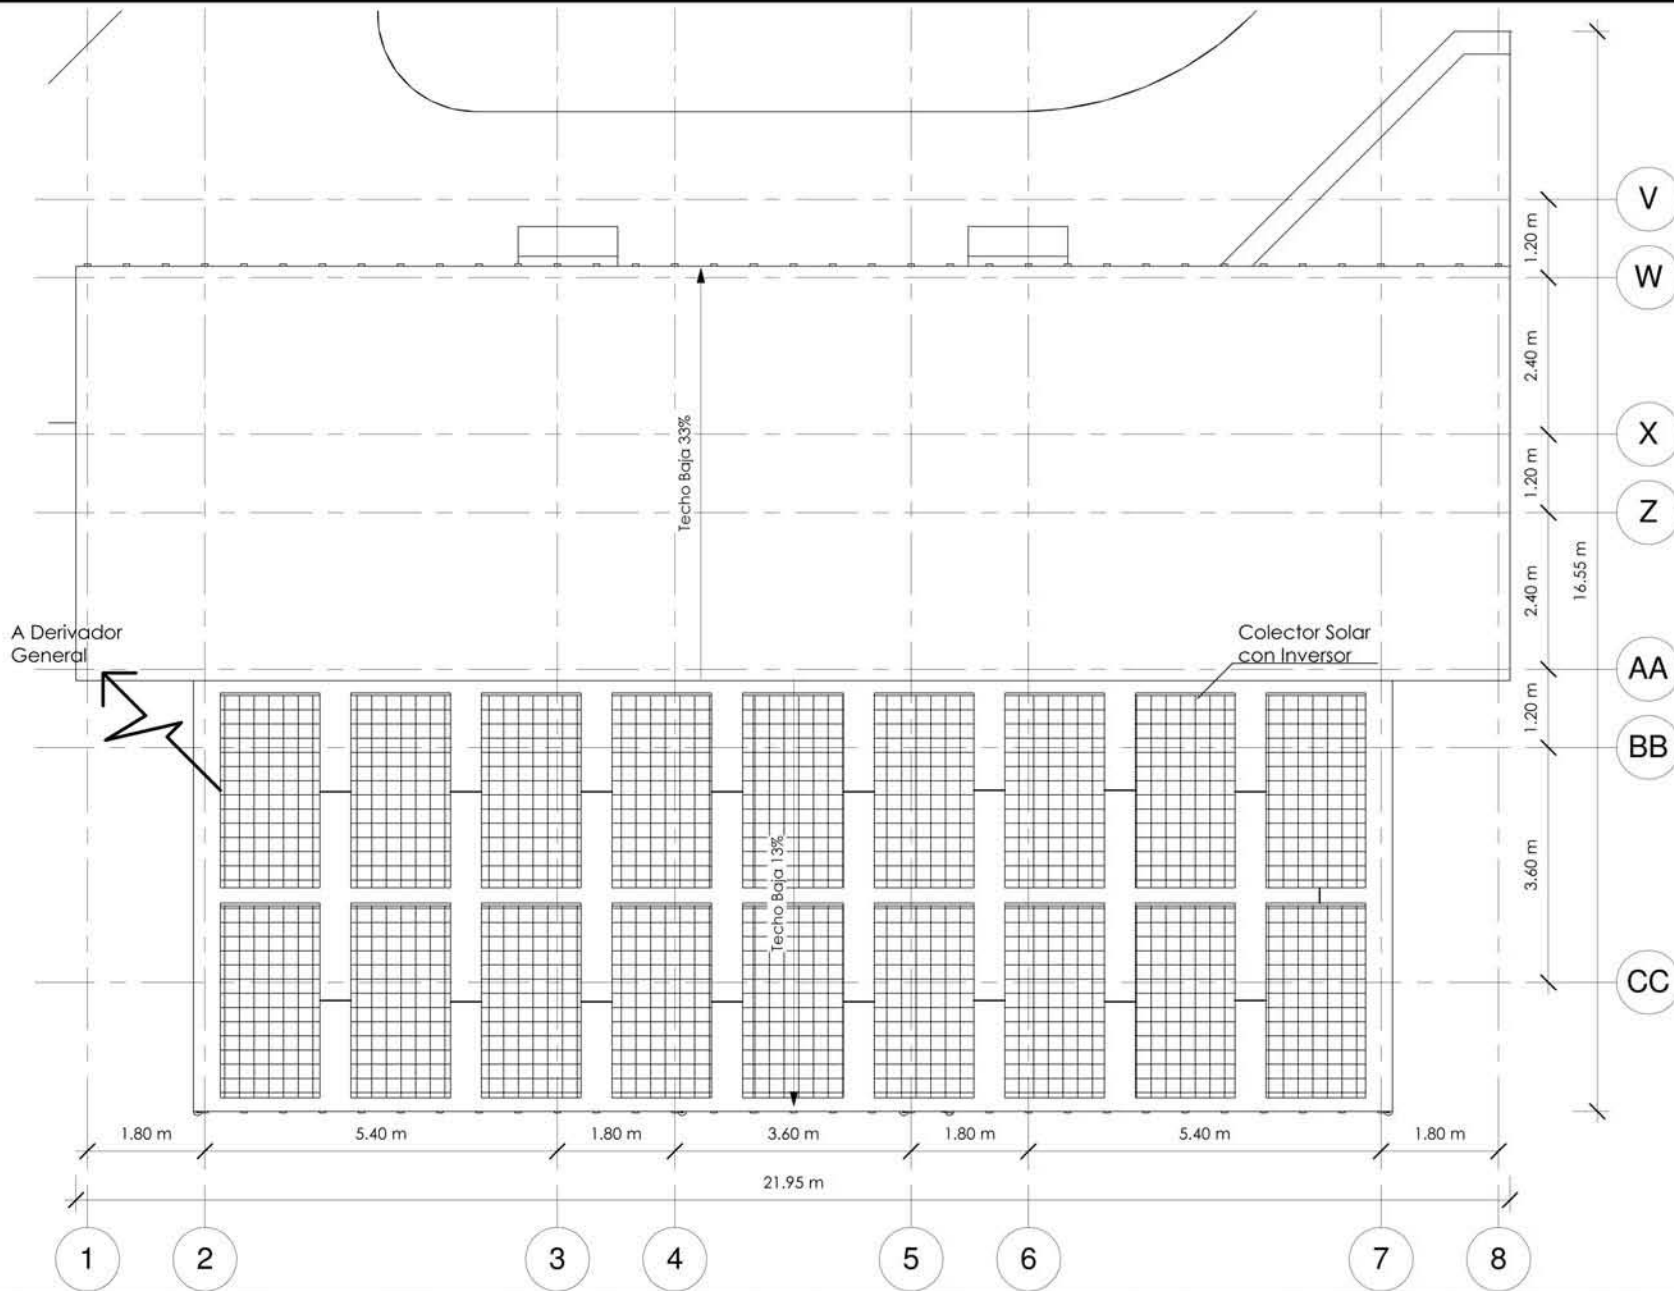 V
1.20 m
W
2.40 m
X
Techo Baja 33%
1.20 m
Z
16.55 m
2.40 m
A Derivador
General
Colector Solar
con Inversor
AA
1.20 m
BB
3.60 m
Techo Baja 13%
CC
1.80 m
5.40 m
1.80 m
3.60 m
1.80 m
5.40 m
1.80 m
21.95 m
1
2
3
4
5
6
7
8